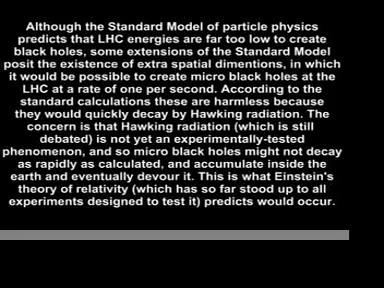 Although the Standard Model of particle physics
predicts that LHC energies are far too low to create
black holes, some extensions of the Standard Model
posit the existence of extra spatial dimentions, in which
it would be possible to create micro black holes at the
LHC at a rate of one per second. According to the
standard calculations these are harmless because
they would quickly decay by Hawking radiation. The
concern is that Hawking radiation (which is still
debated) is not yet an experimentally-tested
phenomenon, and so micro black holes might not decay
as rapidly as calculated, and accumulate inside the
earth and eventually devour it. This is what Einstein's
theory of relativity (which has so far stood up to all
experiments designed to test it) predicts would occur.